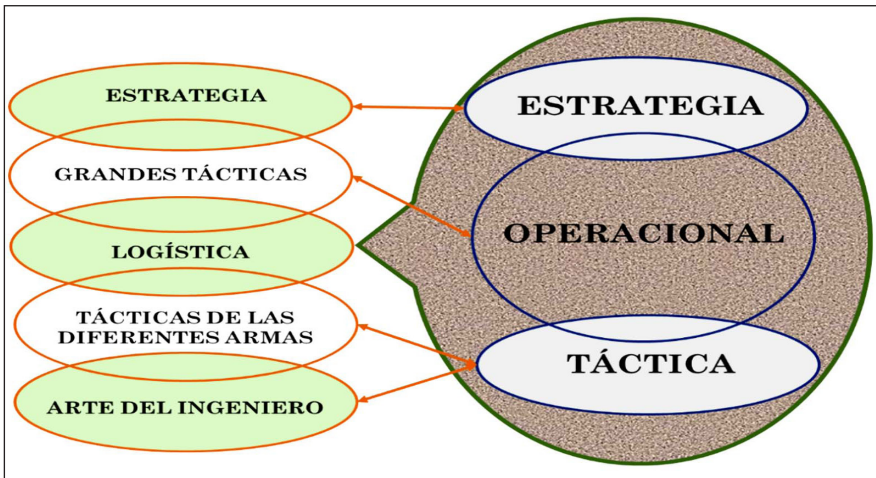 ESTRATEGIA
GRANDES TÁCTICAS
LOGÍSTICA
TÁCTICAS DE LAS
DIFERENTES ARMAS
ARTE DEL INGENIERO
ESTRATEGIA
OPERACIONAL
TÁCTICA